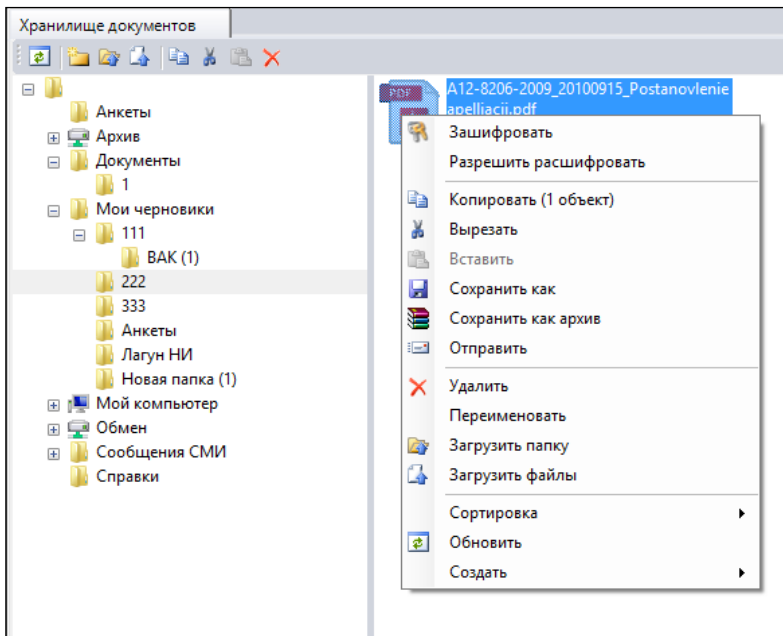 Хранилище документов
Анкеты
Архив
Документы
1
Мои черновики
111
ВАК (1)
222
333
Анкеты
Лагун НИ
Новая папка (1)
Мой компьютер
Обмен
Сообщения СМИ
Справки
PDF
A12-8206-2009_20100915_Postanovlenie
apelliacii.pdf
Зашифровать
Разрешить расшифровать
Копировать (1 объект)
Вырезать
Вставить
Сохранить как
Сохранить как архив
Отправить
Удалить
Переименовать
Загрузить папку
Загрузить файлы
Сортировка
Обновить
Создать